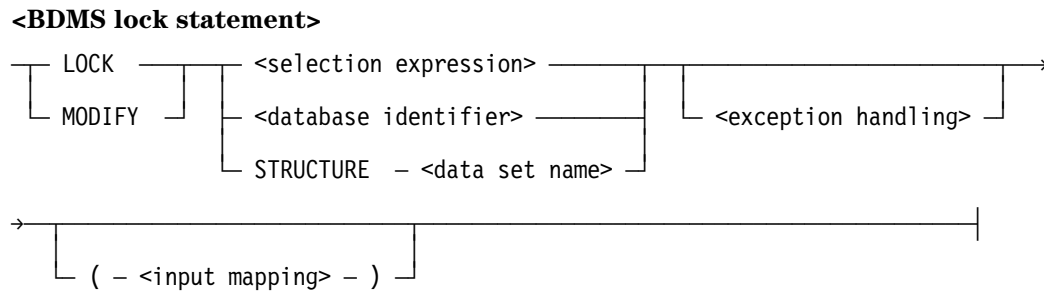 <BDMS lock statement>
LOCK <selection expression>
MODIFY <database identifier> <exception handling>
STRUCTURE – <data set name>
( – <input mapping> – )